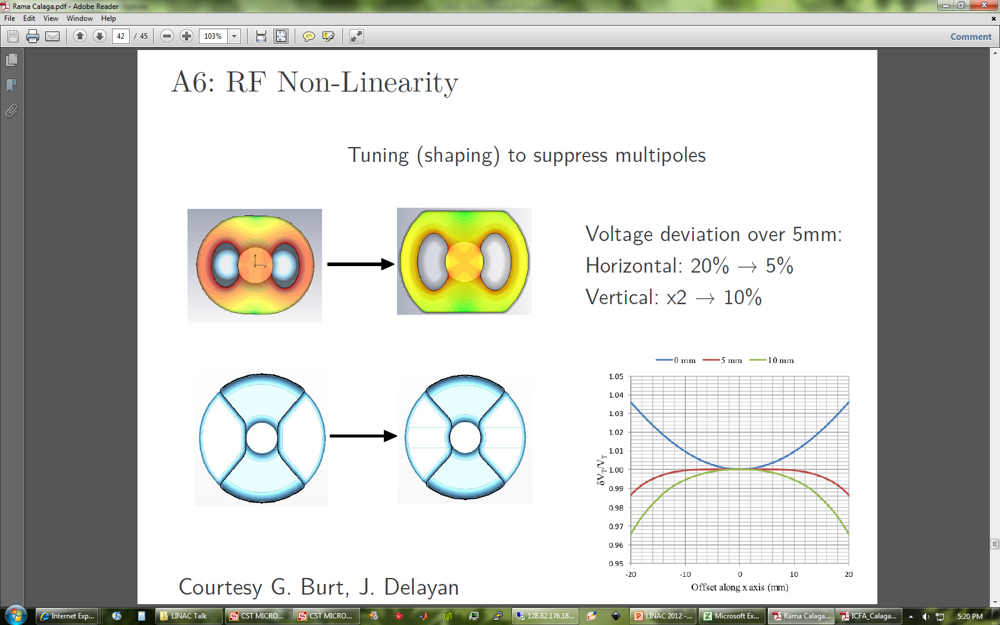 Rama Calaga.pdf - Adobe Reader
File Edit View Window Help
42 / 45 103% Comment
A6: RF Non-Linearity
Tuning (shaping) to suppress multipoles
Voltage deviation over 5mm:
Horizontal: 20% → 5%
Vertical: x2 → 10%
0 mm 5 mm 10 mm
1.05
1.04
1.03
1.02
1.01
1.00
0.99
0.98
0.97
0.96
0.95
δV_T/V_T
-20 -10 0 10 20
Offset along x axis (mm)
Courtesy G. Burt, J. Delayan
Internet Exp... LINAC Talk CST MICRO... CST MICRO... 128.82.176.18... LINAC 2012 -... Microsoft Ex... Rama Calaga... ICFA_Calaga... 5:20 PM